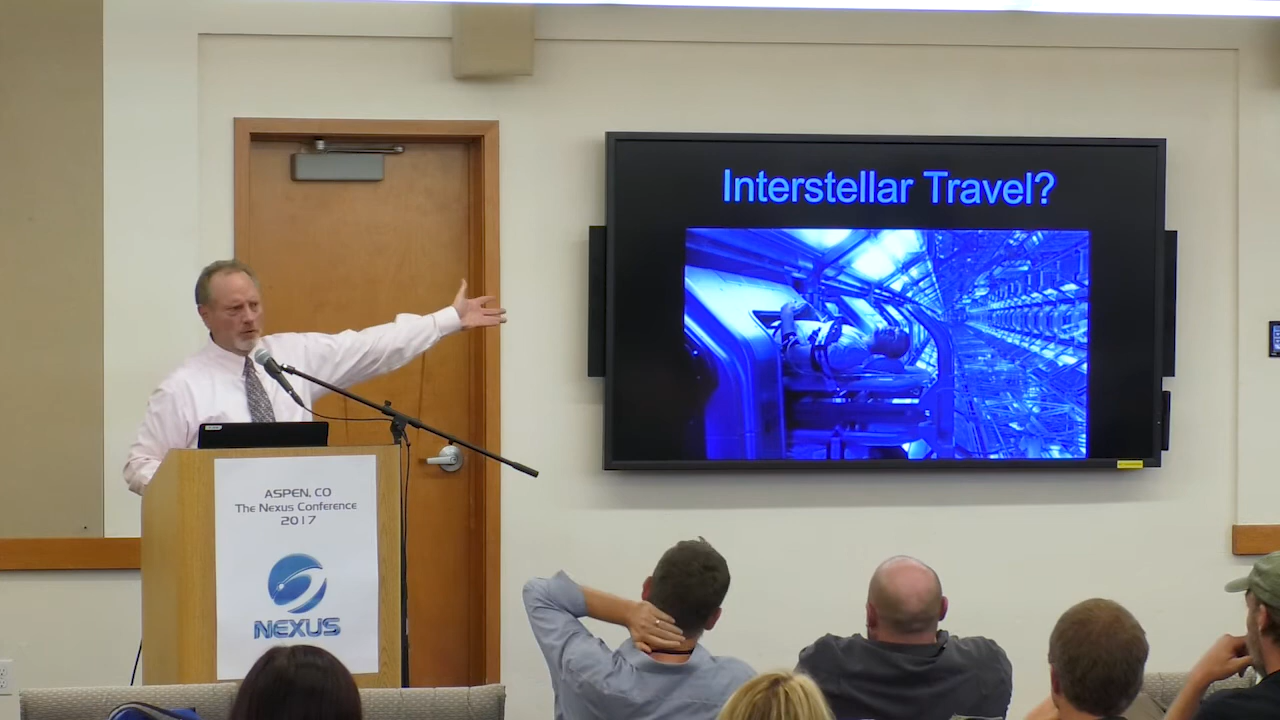 Interstellar Travel?
ASPEN, CO
The Nexus Conference
2017
NEXUS